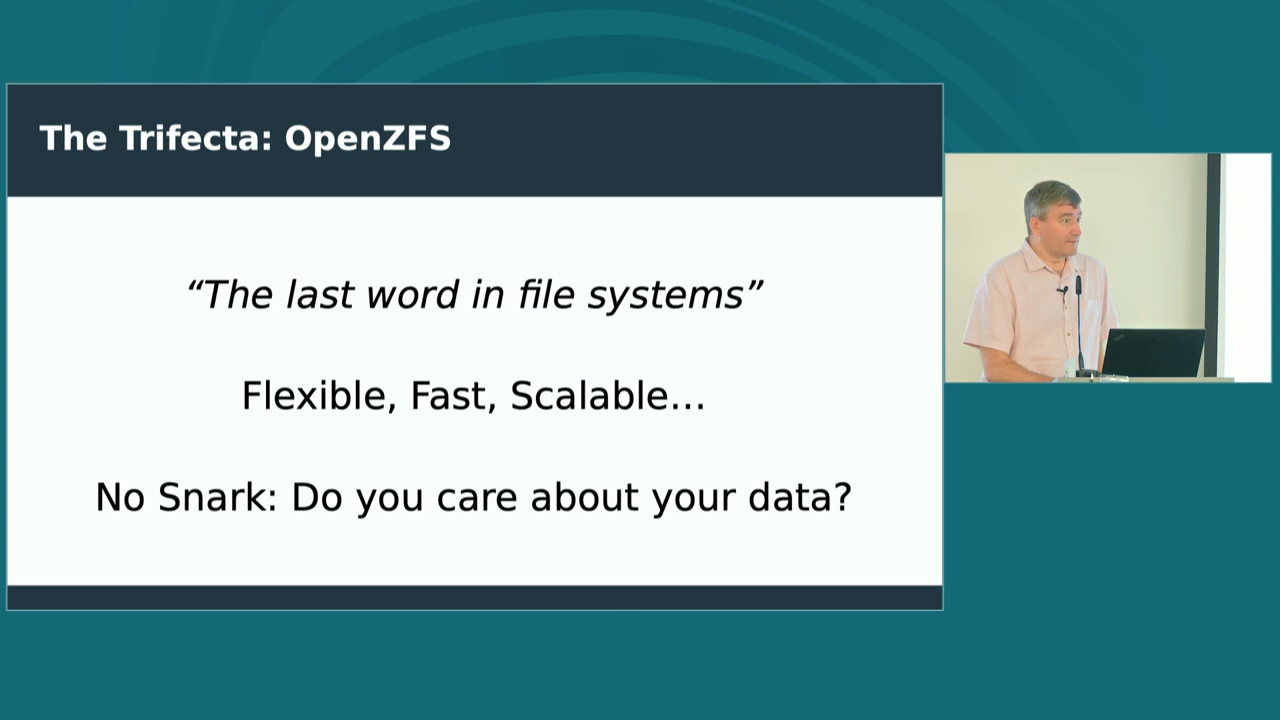 The Trifecta: OpenZFS
“The last word in file systems”
Flexible, Fast, Scalable…
No Snark: Do you care about your data?